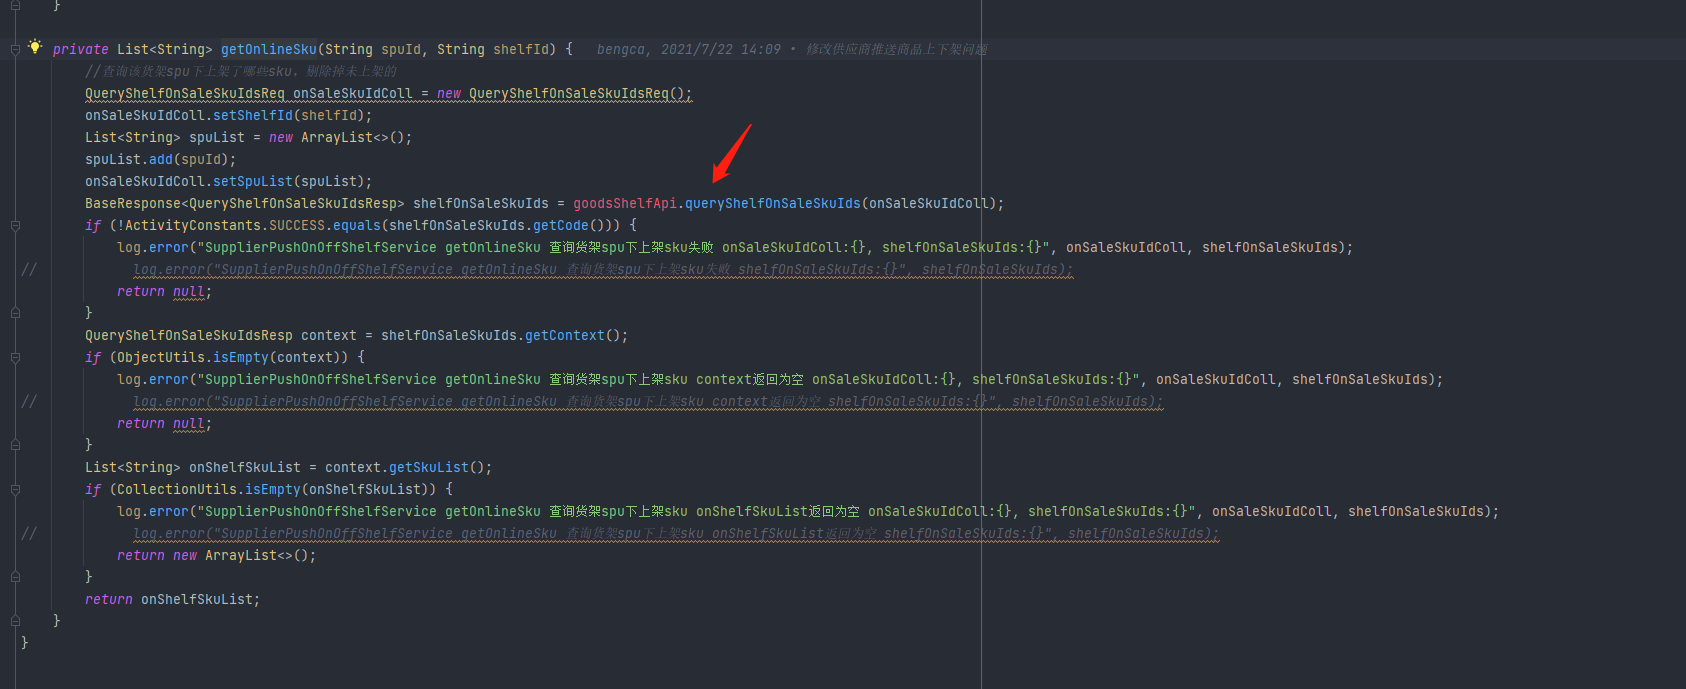 }
private List<String> getOnlineSku(String spuId, String shelfId) {   bengca, 2021/7/22 14:09 • 修改供应商推送商品上下架问题
//查询该货架spu下上架了哪些sku，剔除掉未上架的
QueryShelfOnSaleSkuIdsReq onSaleSkuIdColl = new QueryShelfOnSaleSkuIdsReq();
onSaleSkuIdColl.setShelfId(shelfId);
List<String> spuList = new ArrayList<>();
spuList.add(spuId);
onSaleSkuIdColl.setSpuList(spuList);
BaseResponse<QueryShelfOnSaleSkuIdsResp> shelfOnSaleSkuIds = goodsShelfApi.queryShelfOnSaleSkuIds(onSaleSkuIdColl);
if (!ActivityConstants.SUCCESS.equals(shelfOnSaleSkuIds.getCode())) {
log.error("SupplierPushOnOffShelfService getOnlineSku 查询货架spu下上架sku失败 onSaleSkuIdColl:{}, shelfOnSaleSkuIds:{}", onSaleSkuIdColl, shelfOnSaleSkuIds);
// log.error("SupplierPushOnOffShelfService getOnlineSku 查询货架spu下上架sku失败 shelfOnSaleSkuIds:{}", shelfOnSaleSkuIds);
return null;
}
QueryShelfOnSaleSkuIdsResp context = shelfOnSaleSkuIds.getContext();
if (ObjectUtils.isEmpty(context)) {
log.error("SupplierPushOnOffShelfService getOnlineSku 查询货架spu下上架sku context返回为空 onSaleSkuIdColl:{}, shelfOnSaleSkuIds:{}", onSaleSkuIdColl, shelfOnSaleSkuIds);
// log.error("SupplierPushOnOffShelfService getOnlineSku 查询货架spu下上架sku context返回为空 shelfOnSaleSkuIds:{}", shelfOnSaleSkuIds);
return null;
}
List<String> onShelfSkuList = context.getSkuList();
if (CollectionUtils.isEmpty(onShelfSkuList)) {
log.error("SupplierPushOnOffShelfService getOnlineSku 查询货架spu下上架sku onShelfSkuList返回为空 onSaleSkuIdColl:{}, shelfOnSaleSkuIds:{}", onSaleSkuIdColl, shelfOnSaleSkuIds);
// log.error("SupplierPushOnOffShelfService getOnlineSku 查询货架spu下上架sku onShelfSkuList返回为空 shelfOnSaleSkuIds:{}", shelfOnSaleSkuIds);
return new ArrayList<>();
}
return onShelfSkuList;
}
}